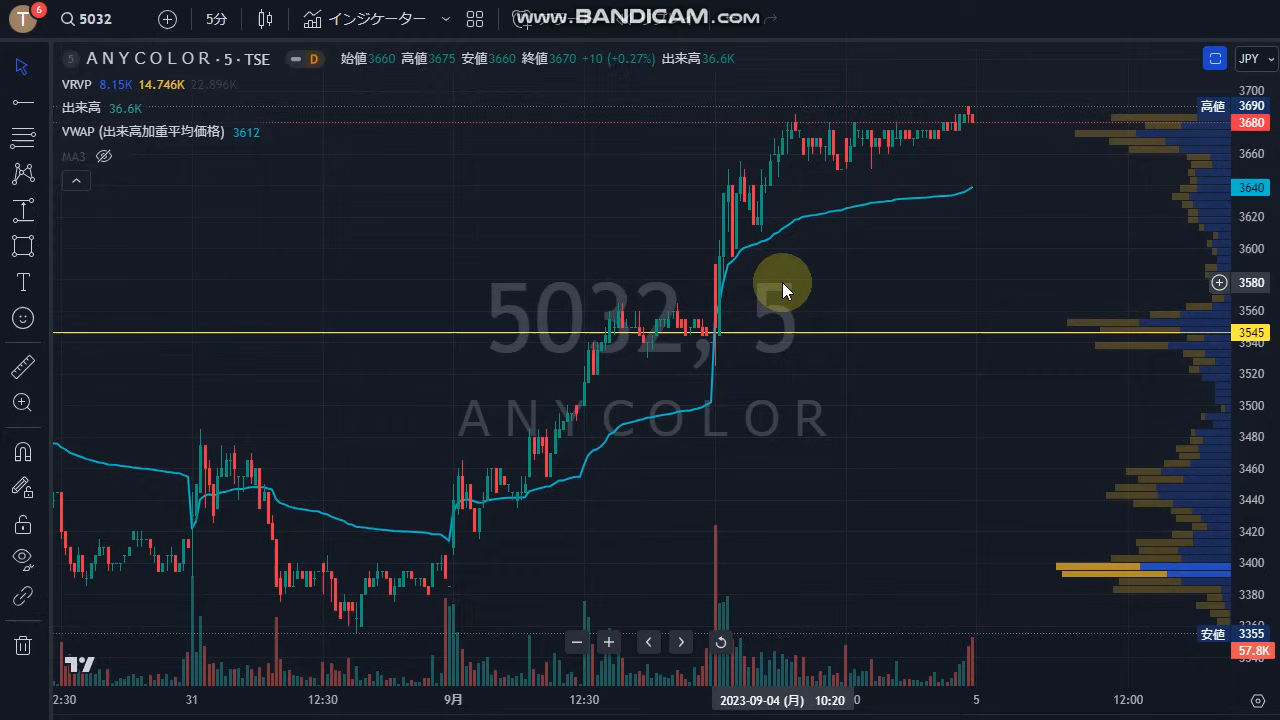 T 6 5032 5分 インジケーター www.BANDICAM.com
5 ANYCOLOR · 5 · TSE D 始値3660 高値3675 安値3660 終値3670 +10 (+0.27%) 出来高36.6K JPY
VRVP 8.15K 14.746K 22.896K
出来高 36.6K
VWAP (出来高加重平均価格) 3612
MA3
3700
高値 3690
3680
3660
3640
3620
3600
3580
3560
3545
3540
3520
3500
3480
3460
3440
3420
3400
3380
安値 3355
57.8K
5032, 5
ANYCOLOR
2:30 31 12:30 9月 12:30 2023-09-04 (月) 10:20 0 5 12:00